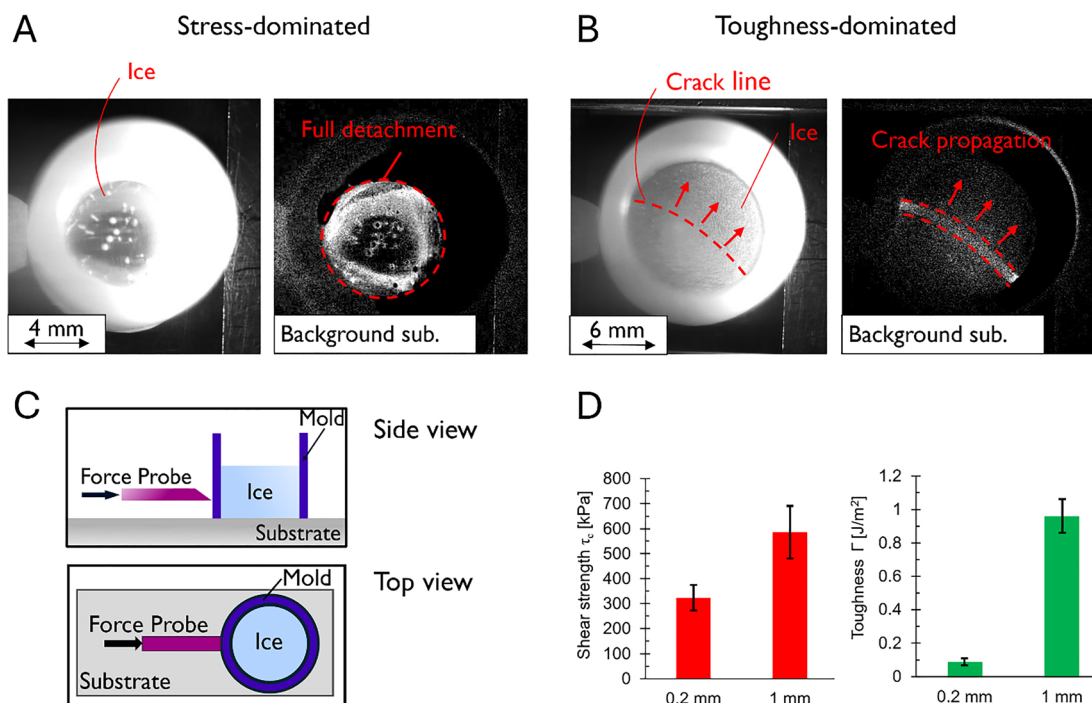 A
Stress-dominated
Ice
4 mm
Full detachment
Background sub.
B
Toughness-dominated
Crack line
Ice
6 mm
Crack propagation
Background sub.
C
Mold
Side view
Force Probe
Ice
Substrate
Mold
Top view
Force Probe
Ice
Substrate
D
Shear strength τc [kPa]
800
700
600
500
400
300
200
100
0
0.2 mm
1 mm
Toughness Γ [J/m²]
1.2
1
0.8
0.6
0.4
0.2
0
0.2 mm
1 mm